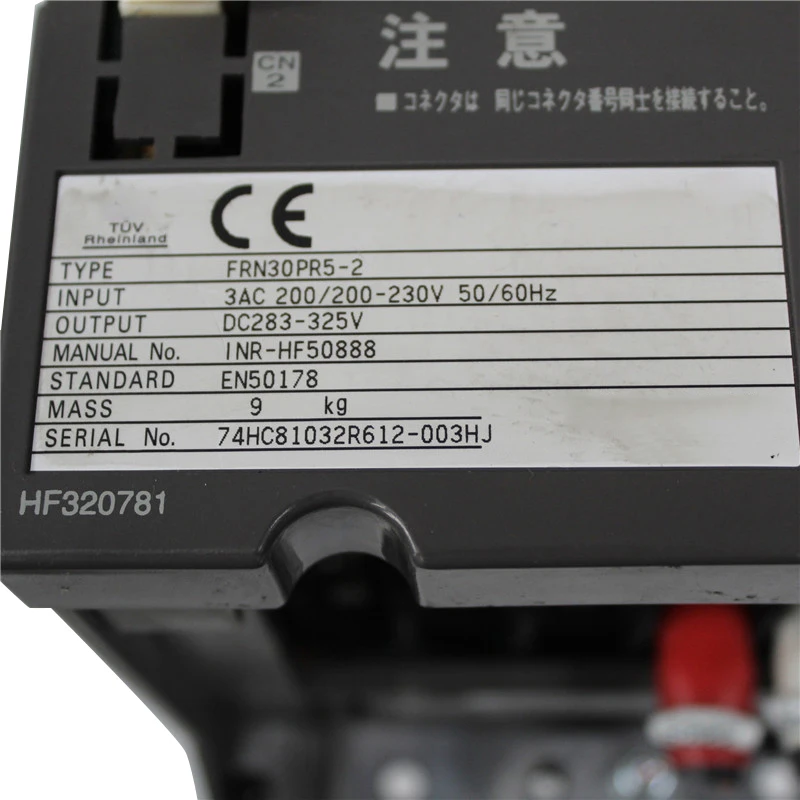 CN
2
注意
■コネクタは 同じコネクタ番号同士を接続すること。
TÜV
Rheinland
CE
TYPE FRN30PR5-2
INPUT 3AC 200/200-230V 50/60Hz
OUTPUT DC283-325V
MANUAL No. INR-HF50888
STANDARD EN50178
MASS 9 kg
SERIAL No. 74HC81032R612-003HJ
HF320781